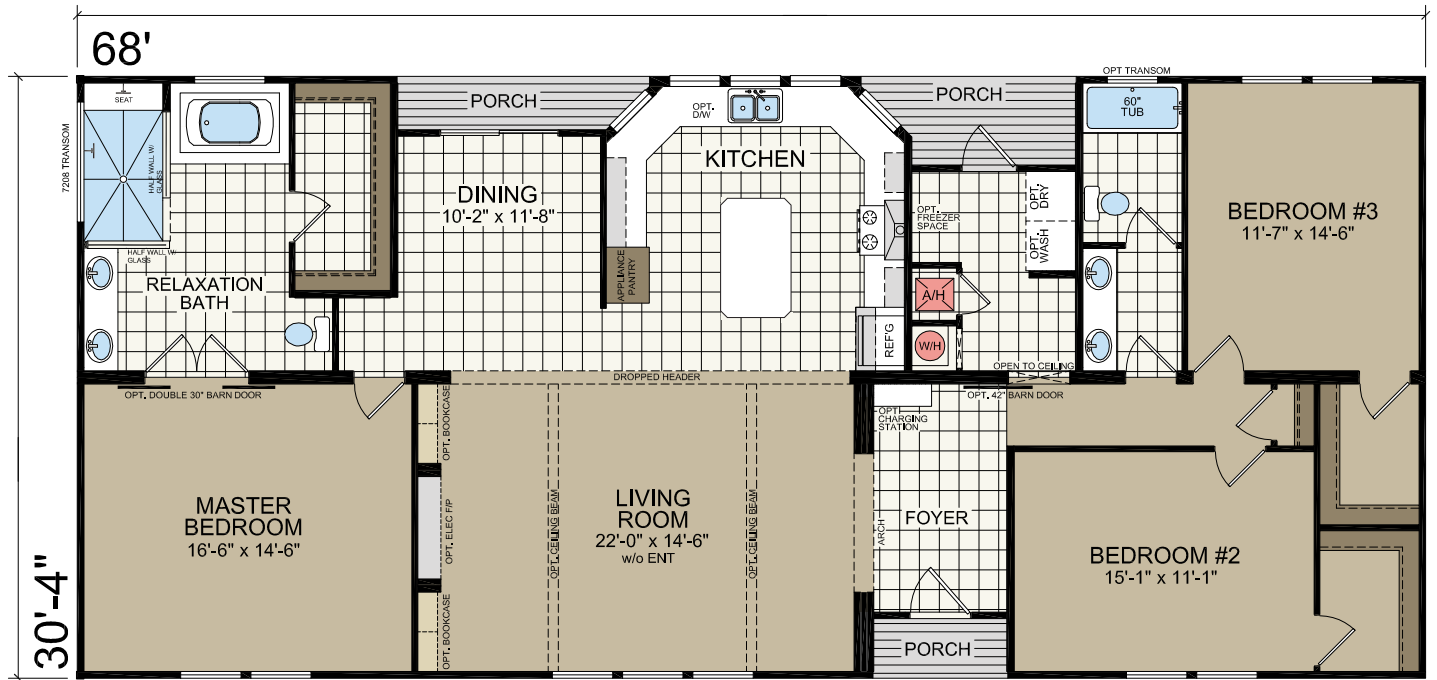 68'
30'-4"
OPT TRANSOM
SEAT
7208 TRANSOM
HALF WALL W/
GLASS
HALF WALL W/
GLASS
RELAXATION
BATH
PORCH
DINING
10'-2" x 11'-8"
OPT.
D/W
KITCHEN
APPLIANCE
PANTRY
REF'G
PORCH
OPT.
FREEZER
SPACE
OPT.
DRY
OPT.
WASH
A/H
W/H
60"
TUB
BEDROOM #3
11'-7" x 14'-6"
DROPPED HEADER
OPEN TO CEILING
OPT. DOUBLE 30" BARN DOOR
OPT. 42" BARN DOOR
OPT.
CHARGING
STATION
MASTER
BEDROOM
16'-6" x 14'-6"
OPT. BOOKCASE
OPT. ELEC F/P
OPT. BOOKCASE
OPT. CEILING BEAM
LIVING
ROOM
22'-0" x 14'-6"
w/o ENT
OPT. CEILING BEAM
ARCH
FOYER
PORCH
BEDROOM #2
15'-1" x 11'-1"